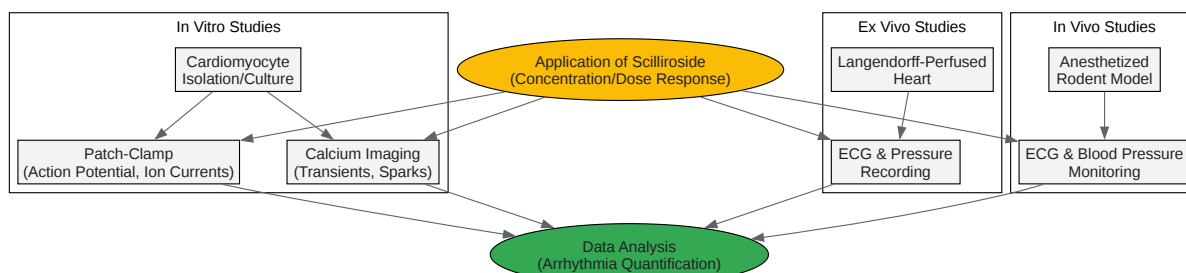 In Vitro Studies
Ex Vivo Studies
In Vivo Studies
Cardiomyocyte
Isolation/Culture
Application of Scilliroside
(Concentration/Dose Response)
Langendorff-Perfused
Heart
Anesthetized
Rodent Model
Patch-Clamp
(Action Potential, Ion Currents)
Calcium Imaging
(Transients, Sparks)
ECG & Pressure
Recording
ECG & Blood Pressure
Monitoring
Data Analysis
(Arrhythmia Quantification)